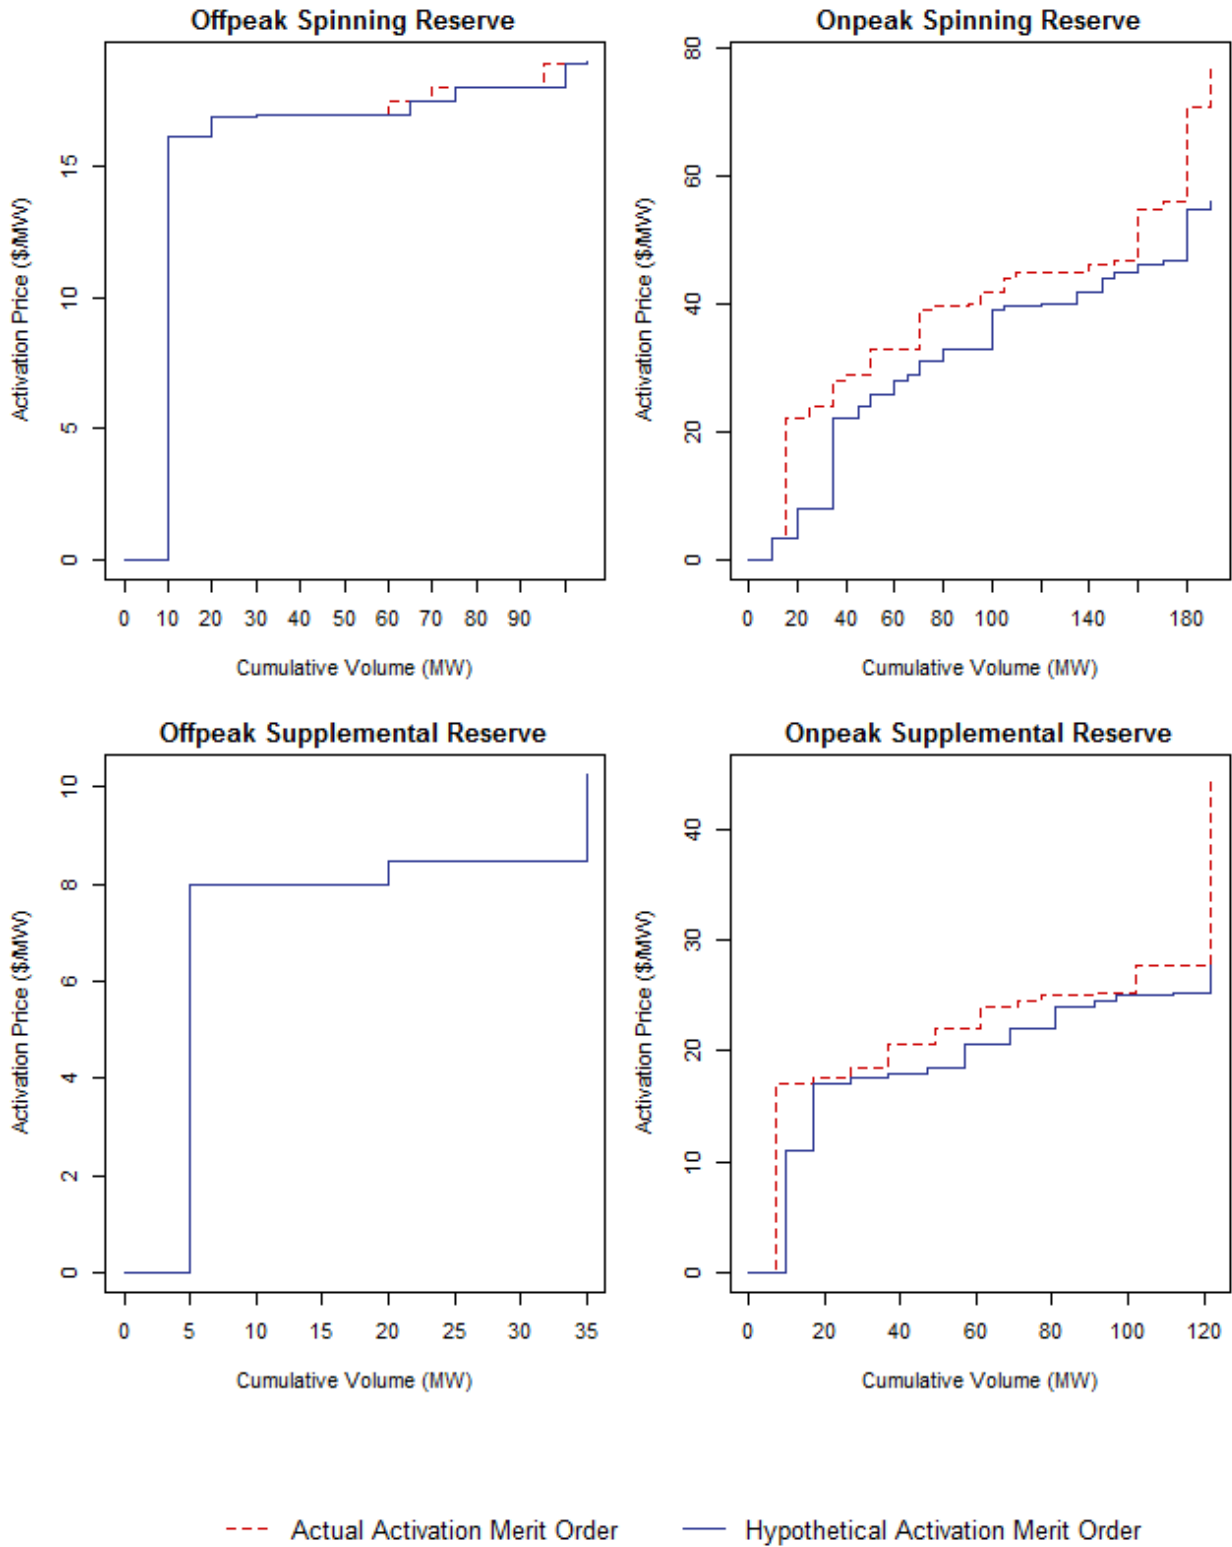 Offpeak Spinning Reserve
Activation Price ($/MW)
15
10
5
0
0 10 20 30 40 50 60 70 80 90
Cumulative Volume (MW)
Onpeak Spinning Reserve
Activation Price ($/MW)
80
60
40
20
0
0 20 40 60 80 100 140 180
Cumulative Volume (MW)
Offpeak Supplemental Reserve
Activation Price ($/MW)
10
8
6
4
2
0
0 5 10 15 20 25 30 35
Cumulative Volume (MW)
Onpeak Supplemental Reserve
Activation Price ($/MW)
40
30
20
10
0
0 20 40 60 80 100 120
Cumulative Volume (MW)
Actual Activation Merit Order
Hypothetical Activation Merit Order